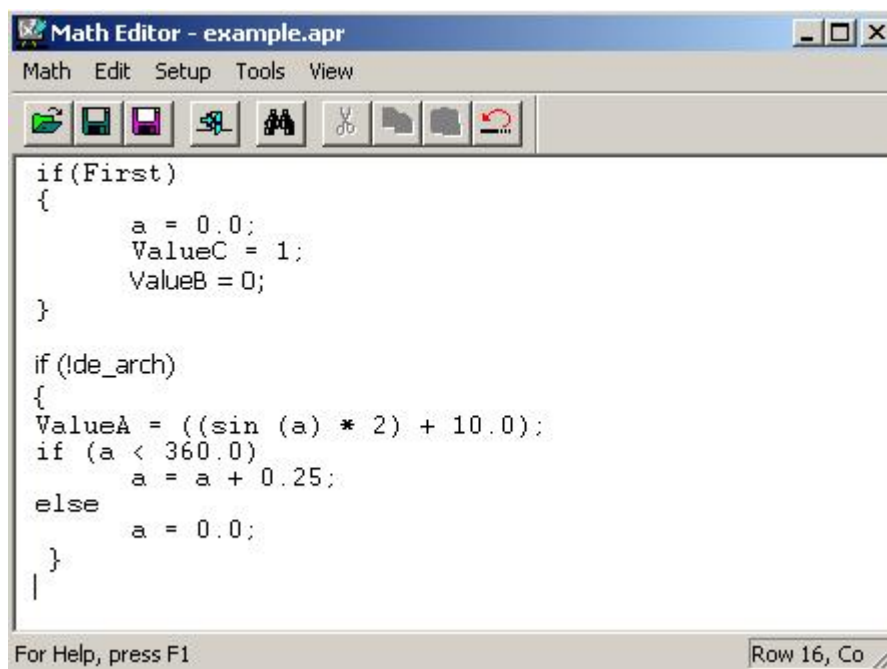 Math Editor - example.apr
Math Edit Setup Tools View
if(First)
{
a = 0.0;
ValueC = 1;
ValueB = 0;
}
if (!de_arch)
{
ValueA = ((sin (a) * 2) + 10.0);
if (a < 360.0)
a = a + 0.25;
else
a = 0.0;
}
For Help, press F1 Row 16, Co